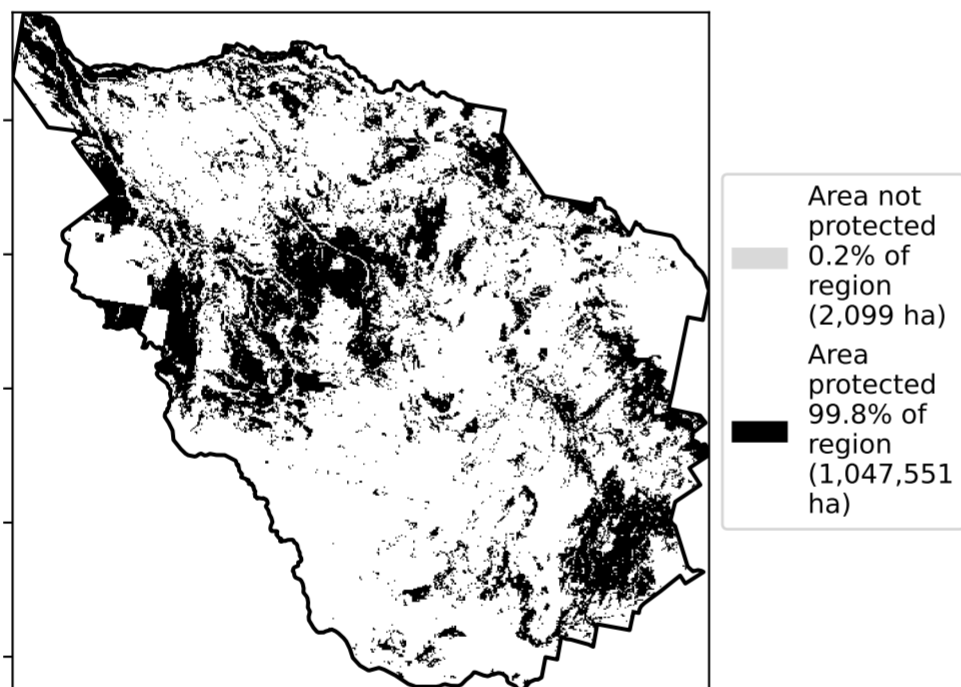 Area not
protected
0.2% of
region
(2,099 ha)
Area
protected
99.8% of
region
(1,047,551
ha)